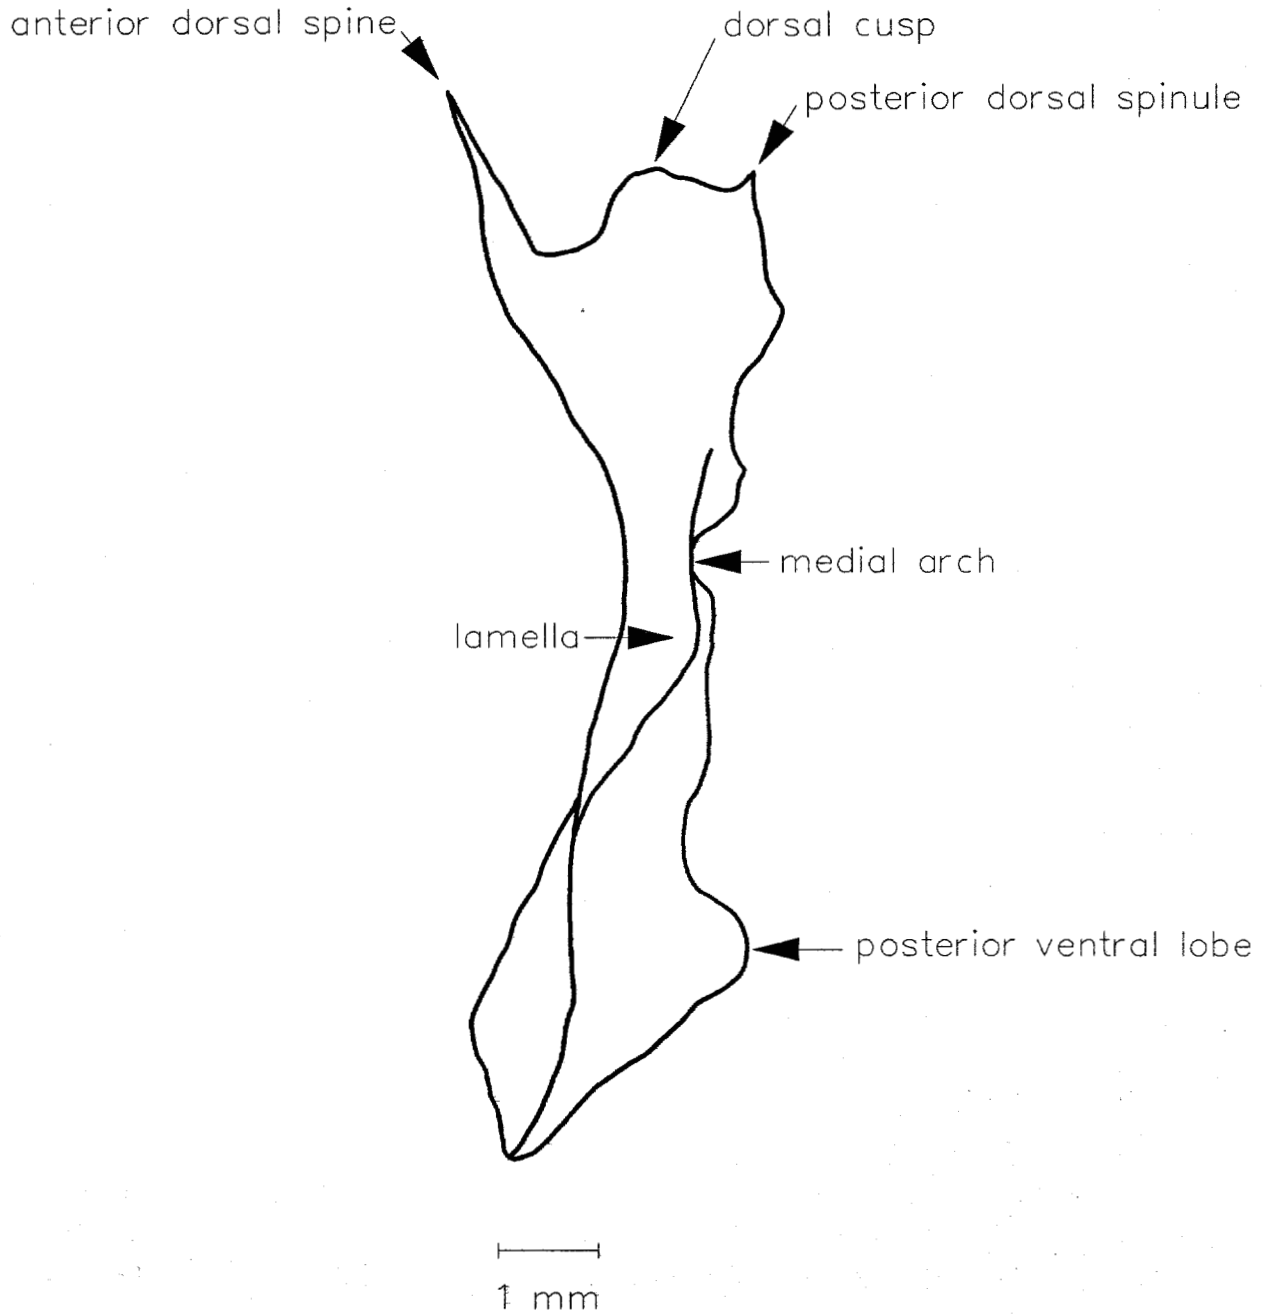 anterior dorsal spine
dorsal cusp
posterior dorsal spinule
medial arch
lamella
posterior ventral lobe
1 mm